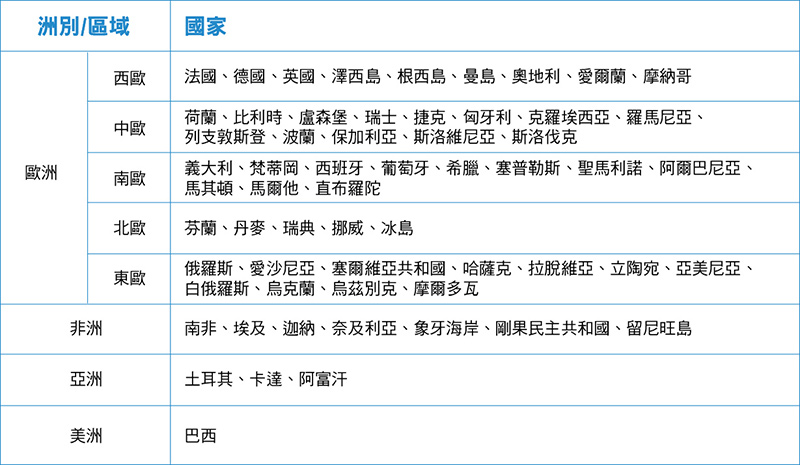 洲別/區域 國家
歐洲
西歐 法國、德國、英國、澤西島、根西島、曼島、奧地利、愛爾蘭、摩納哥
中歐 荷蘭、比利時、盧森堡、瑞士、捷克、匈牙利、克羅埃西亞、羅馬尼亞、
列支敦斯登、波蘭、保加利亞、斯洛維尼亞、斯洛伐克
南歐 義大利、梵蒂岡、西班牙、葡萄牙、希臘、塞普勒斯、聖馬利諾、阿爾巴尼亞、
馬其頓、馬爾他、直布羅陀
北歐 芬蘭、丹麥、瑞典、挪威、冰島
東歐 俄羅斯、愛沙尼亞、塞爾維亞共和國、哈薩克、拉脫維亞、立陶宛、亞美尼亞、
白俄羅斯、烏克蘭、烏茲別克、摩爾多瓦
非洲 南非、埃及、迦納、奈及利亞、象牙海岸、剛果民主共和國、留尼旺島
亞洲 土耳其、卡達、阿富汗
美洲 巴西